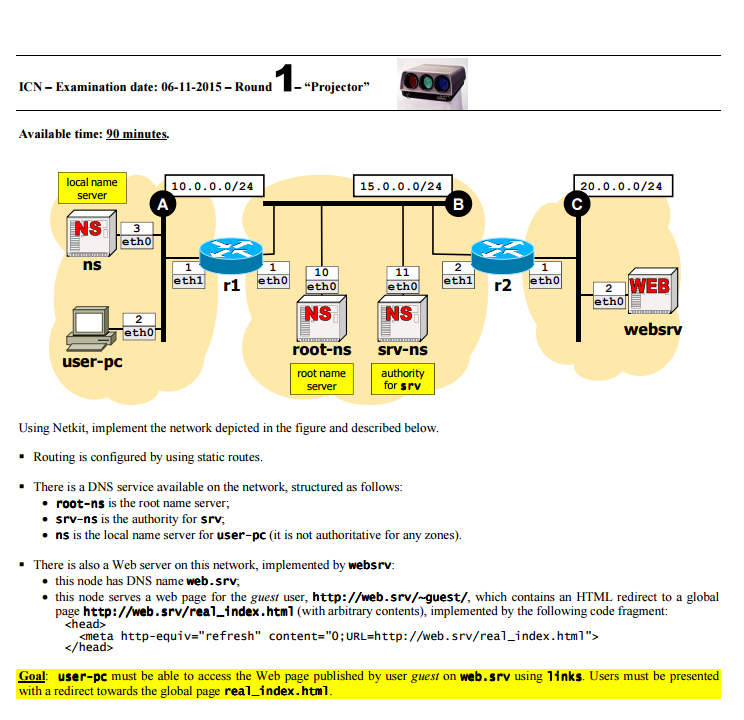 ICN – Examination date: 06-11-2015 – Round 1 – “Projector”
Available time: 90 minutes.
local name
server
10.0.0.0/24
15.0.0.0/24
20.0.0.0/24
A
B
C
NS
3
eth0
ns
1
eth1
r1
1
eth0
10
eth0
11
eth0
2
eth1
r2
1
eth0
2
eth0
WEB
websrv
2
eth0
user-pc
NS
NS
root-ns
srv-ns
root name
server
authority
for srv
Using Netkit, implement the network depicted in the figure and described below.
▪ Routing is configured by using static routes.
▪ There is a DNS service available on the network, structured as follows:
• root-ns is the root name server;
• srv-ns is the authority for srv;
• ns is the local name server for user-pc (it is not authoritative for any zones).
▪ There is also a Web server on this network, implemented by websrv:
• this node has DNS name web.srv;
• this node serves a web page for the guest user, http://web.srv/~guest/, which contains an HTML redirect to a global
page http://web.srv/real_index.html (with arbitrary contents), implemented by the following code fragment:
<head>
<meta http-equiv="refresh" content="0;URL=http://web.srv/real_index.html">
</head>
Goal: user-pc must be able to access the Web page published by user guest on web.srv using links. Users must be presented
with a redirect towards the global page real_index.html.